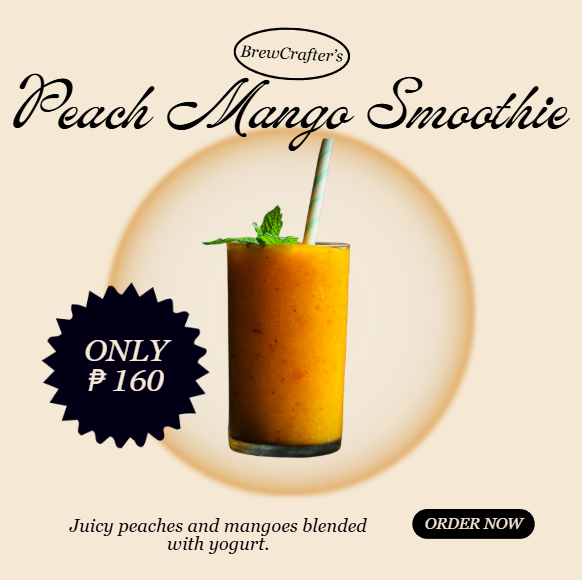 BrewCrafter's
Peach Mango Smoothie
ONLY
₱ 160
Juicy peaches and mangoes blended
with yogurt.
ORDER NOW